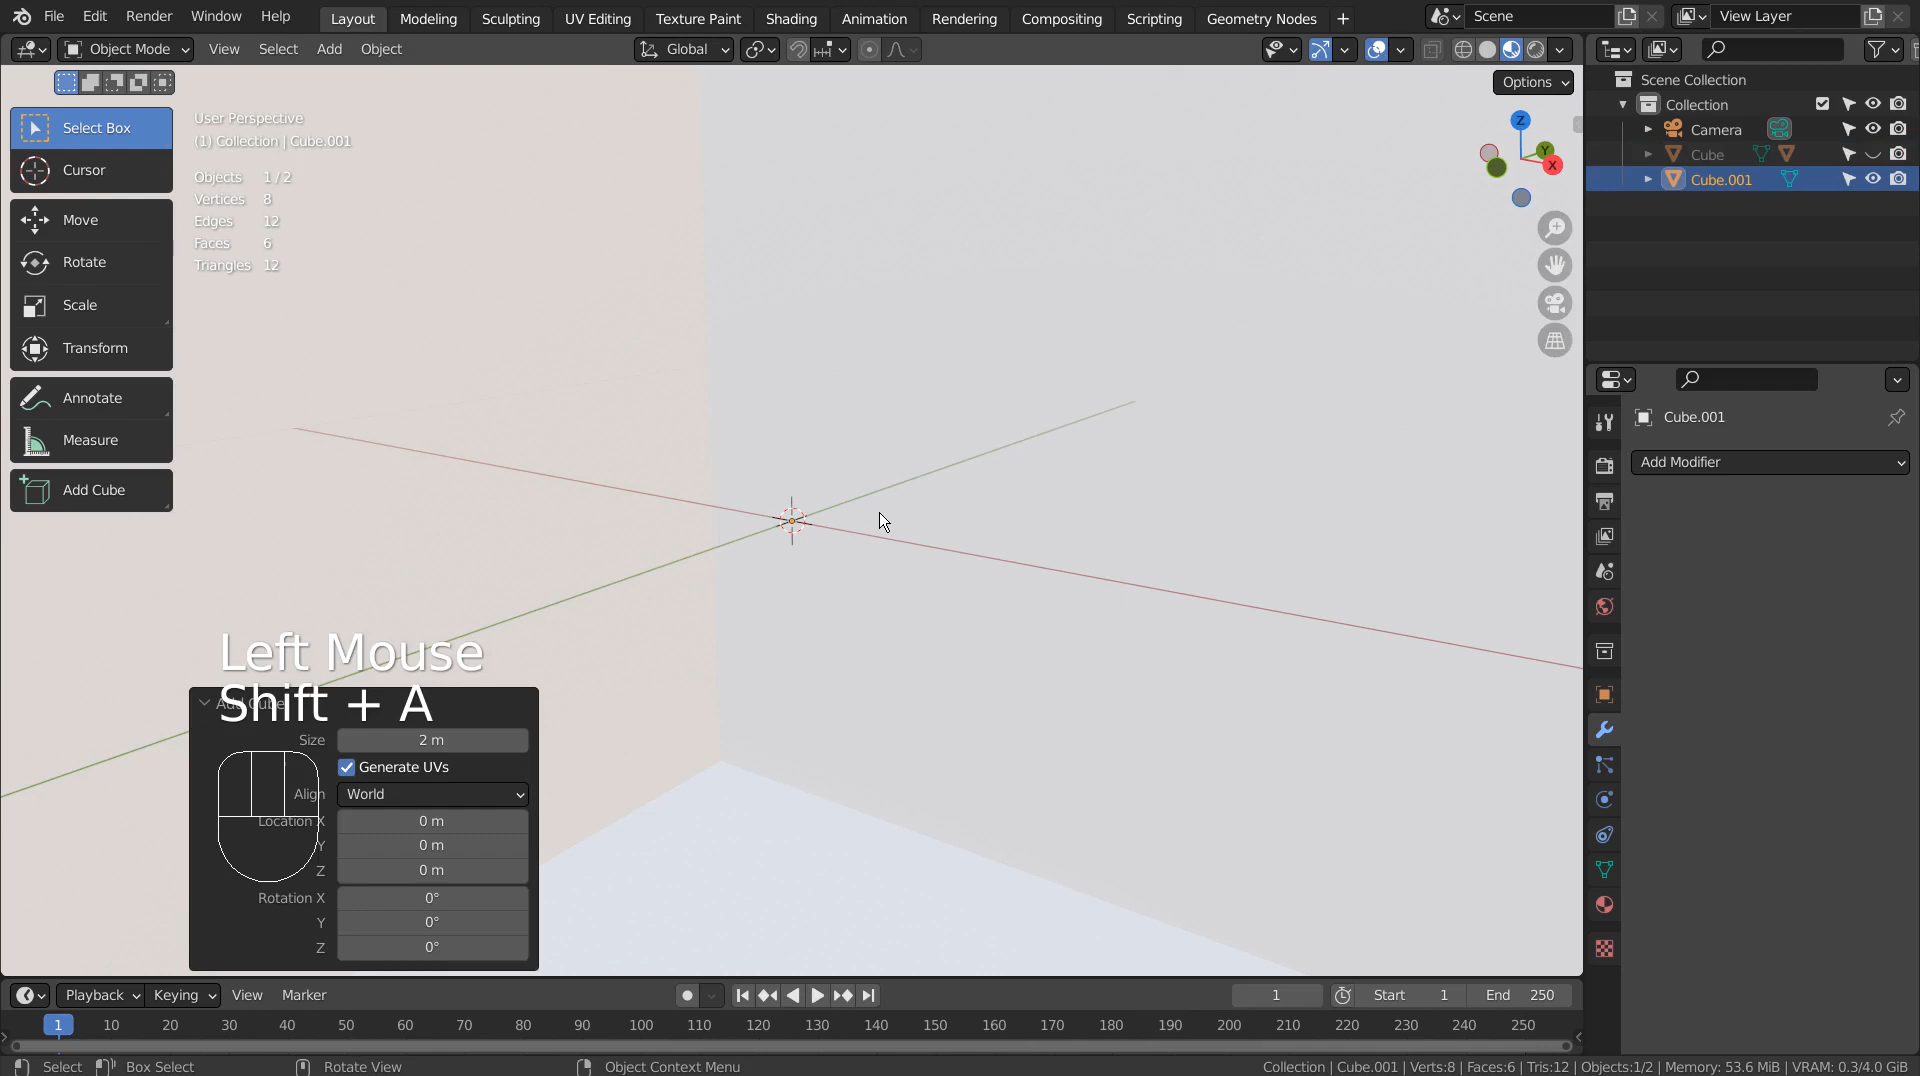 File Edit Render Window Help Layout Modeling Sculpting UV Editing Texture Paint Shading Animation Rendering Compositing Scripting Geometry Nodes + Scene View Layer
Object Mode View Select Add Object Global
Options
Select Box
Cursor
Move
Rotate
Scale
Transform
Annotate
Measure
Add Cube
User Perspective
(1) Collection | Cube.001
Objects 1 / 2
Vertices 8
Edges 12
Faces 6
Triangles 12
Z
Y
X
Scene Collection
Collection
Camera
Cube
Cube.001
Cube.001
Add Modifier
Left Mouse
Shift + A
Add Cube
Size 2 m
Generate UVs
Align World
Location X 0 m
Y 0 m
Z 0 m
Rotation X 0°
Y 0°
Z 0°
Playback Keying View Marker 1 Start 1 End 250
1 10 20 30 40 50 60 70 80 90 100 110 120 130 140 150 160 170 180 190 200 210 220 230 240 250
Select Box Select Rotate View Object Context Menu Collection | Cube.001 | Verts:8 | Faces:6 | Tris:12 | Objects:1/2 | Memory: 53.6 MiB | VRAM: 0.3/4.0 GiB